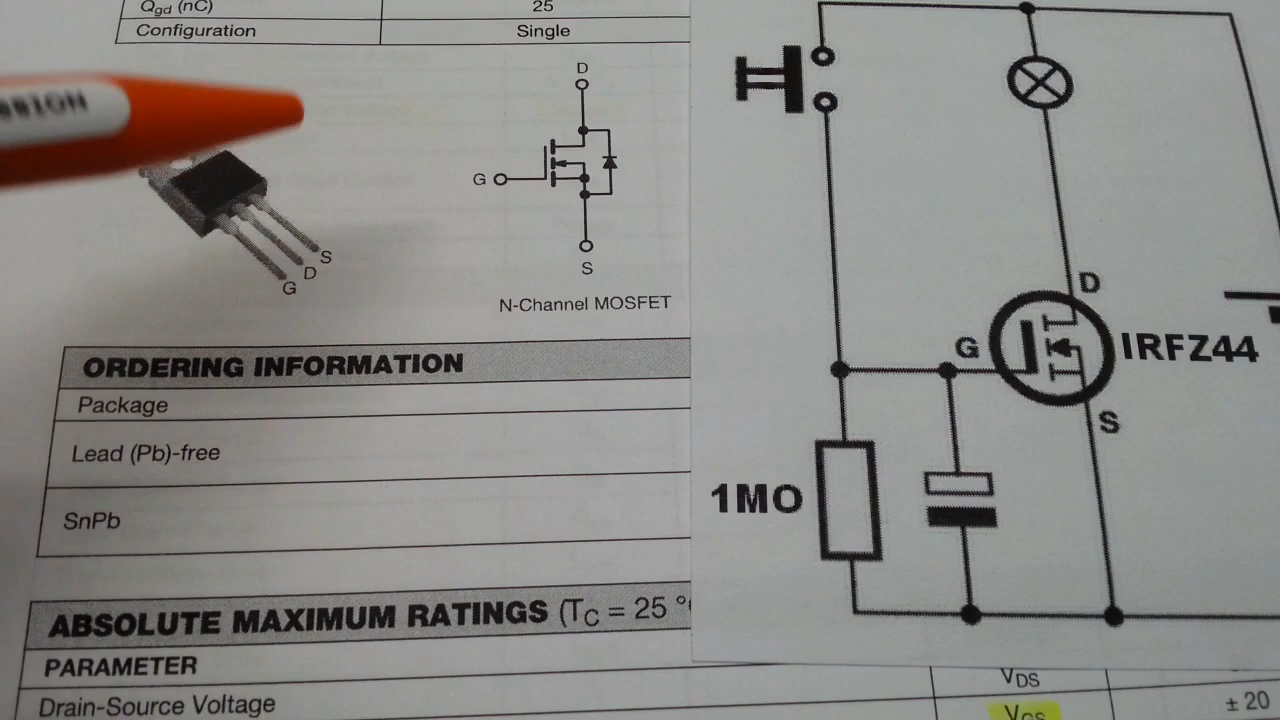 Qgd (nC) 25
Configuration Single
SSION
D
G
S
S
D
G
N-Channel MOSFET
ORDERING INFORMATION
Package
Lead (Pb)-free
SnPb
ABSOLUTE MAXIMUM RATINGS (TC = 25 °
PARAMETER
Drain-Source Voltage
VDS
VGS ± 20
D
G
IRFZ44
S
1MO